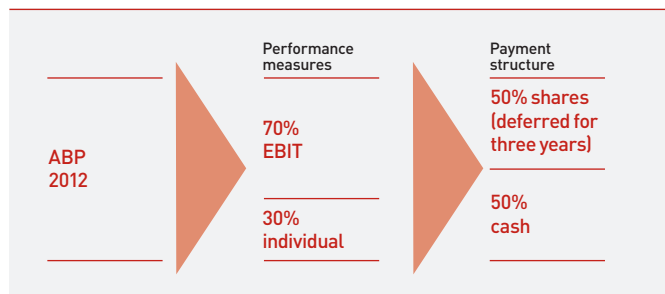 ABP
2012
Performance
measures
70%
EBIT
30%
individual
Payment
structure
50% shares
(deferred for
three years)
50%
cash